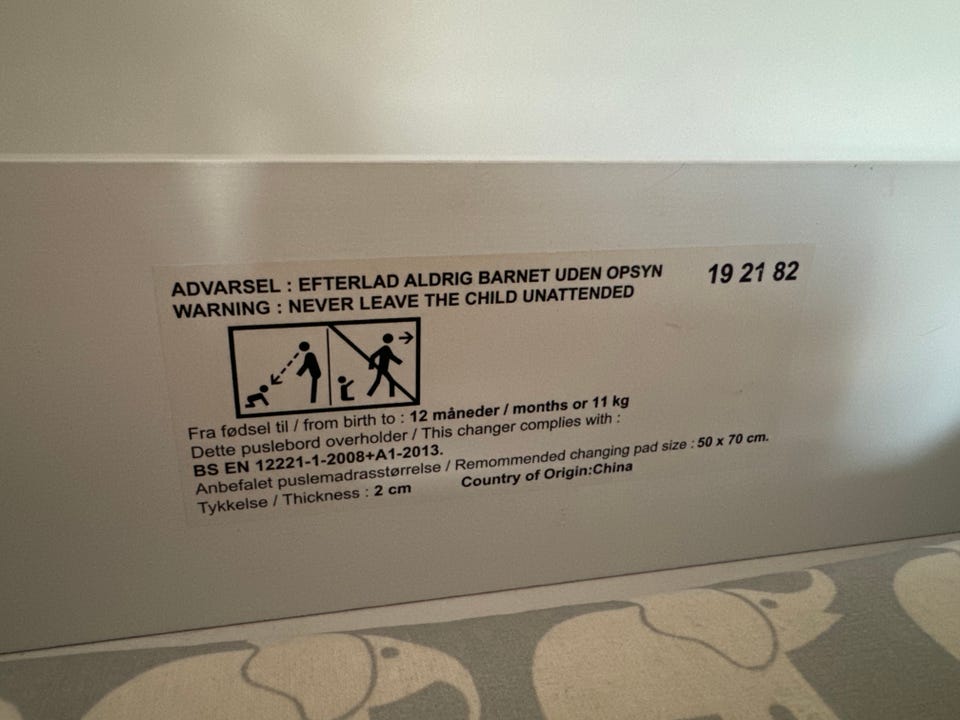 ADVARSEL : EFTERLAD ALDRIG BARNET UDEN OPSYN
19 21 82
WARNING : NEVER LEAVE THE CHILD UNATTENDED
Fra fødsel til / from birth to : 12 måneder / months or 11 kg
Dette puslebord overholder / This changer complies with :
BS EN 12221-1-2008+A1-2013.
Anbefalet puslemadrasstørrelse / Remommended changing pad size : 50 x 70 cm.
Tykkelse / Thickness : 2 cm Country of Origin:China